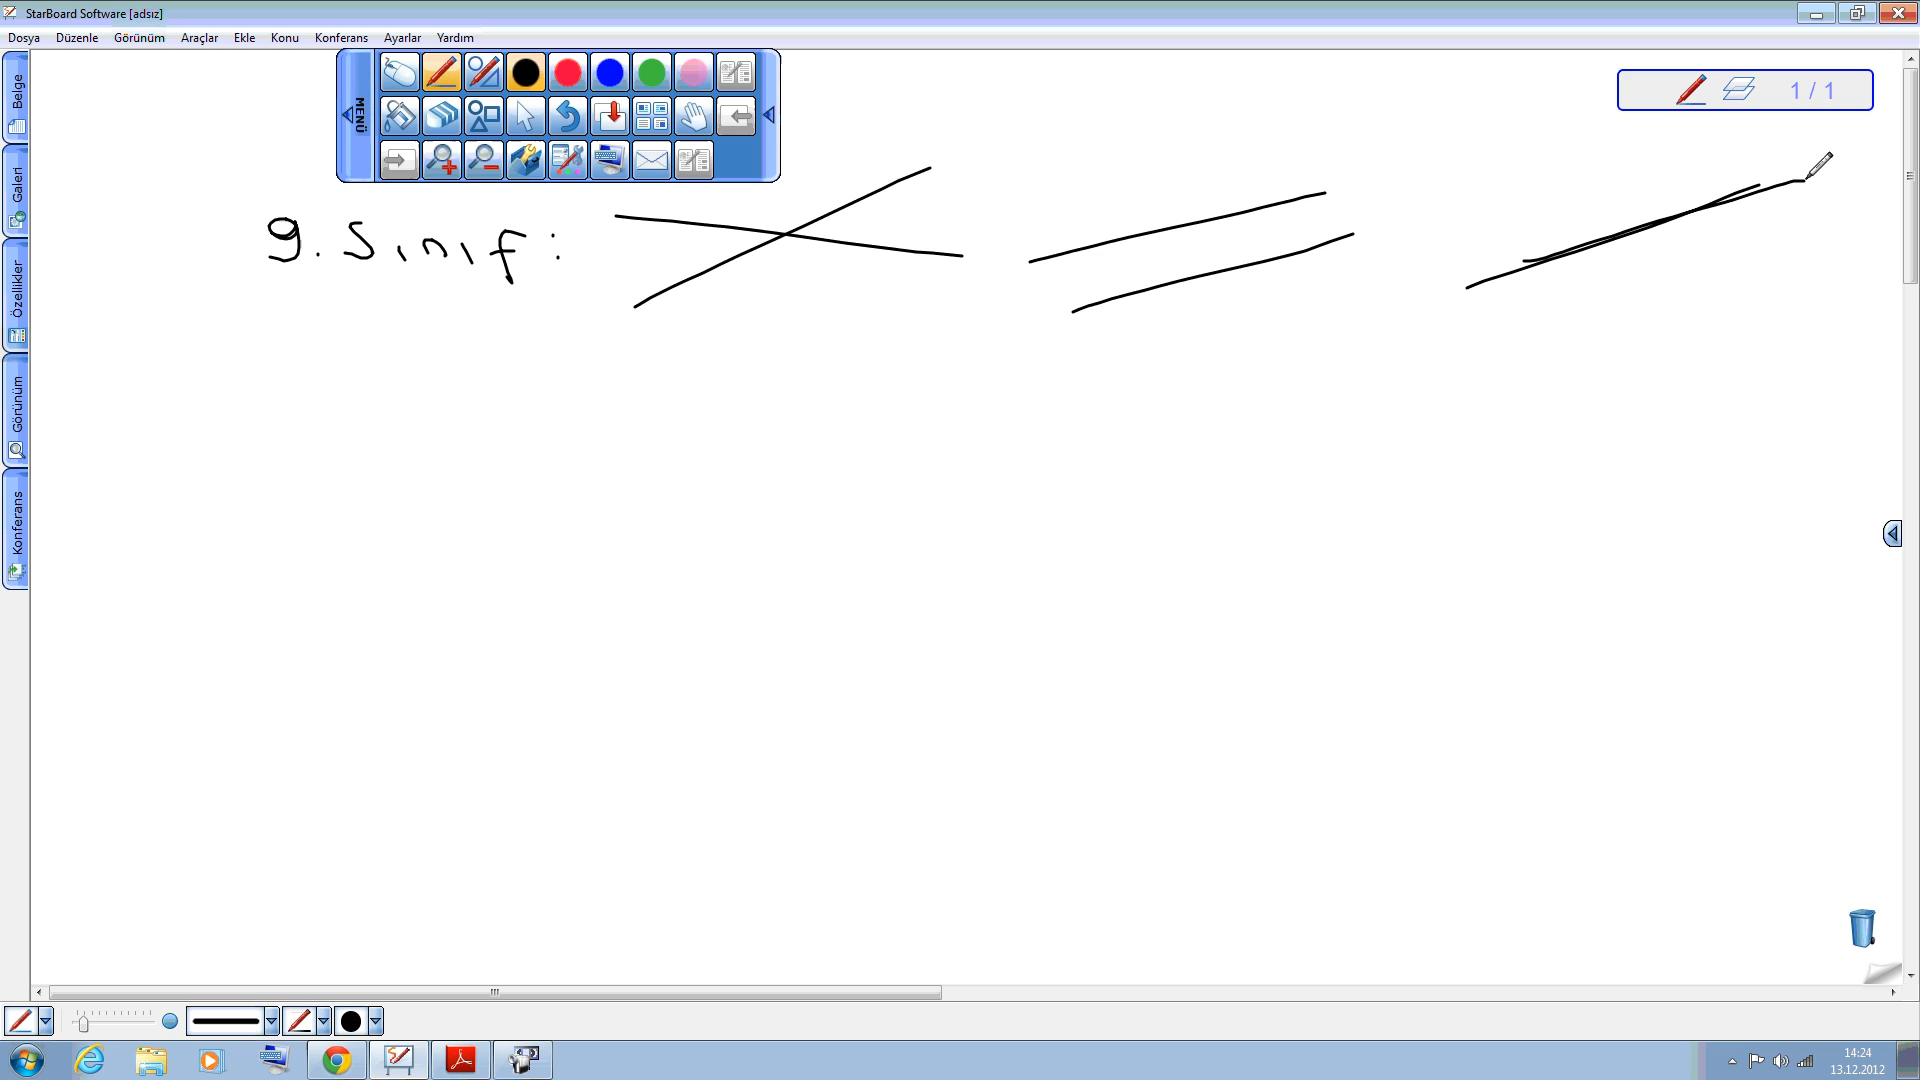 StarBoard Software [adsız]
Dosya Düzenle Görünüm Araçlar Ekle Konu Konferans Ayarlar Yardım
Belge
Galeri
Özellikler
Görünüm
Konferans
MENÜ
1 / 1
9. Sınıf:
14:24
13.12.2012